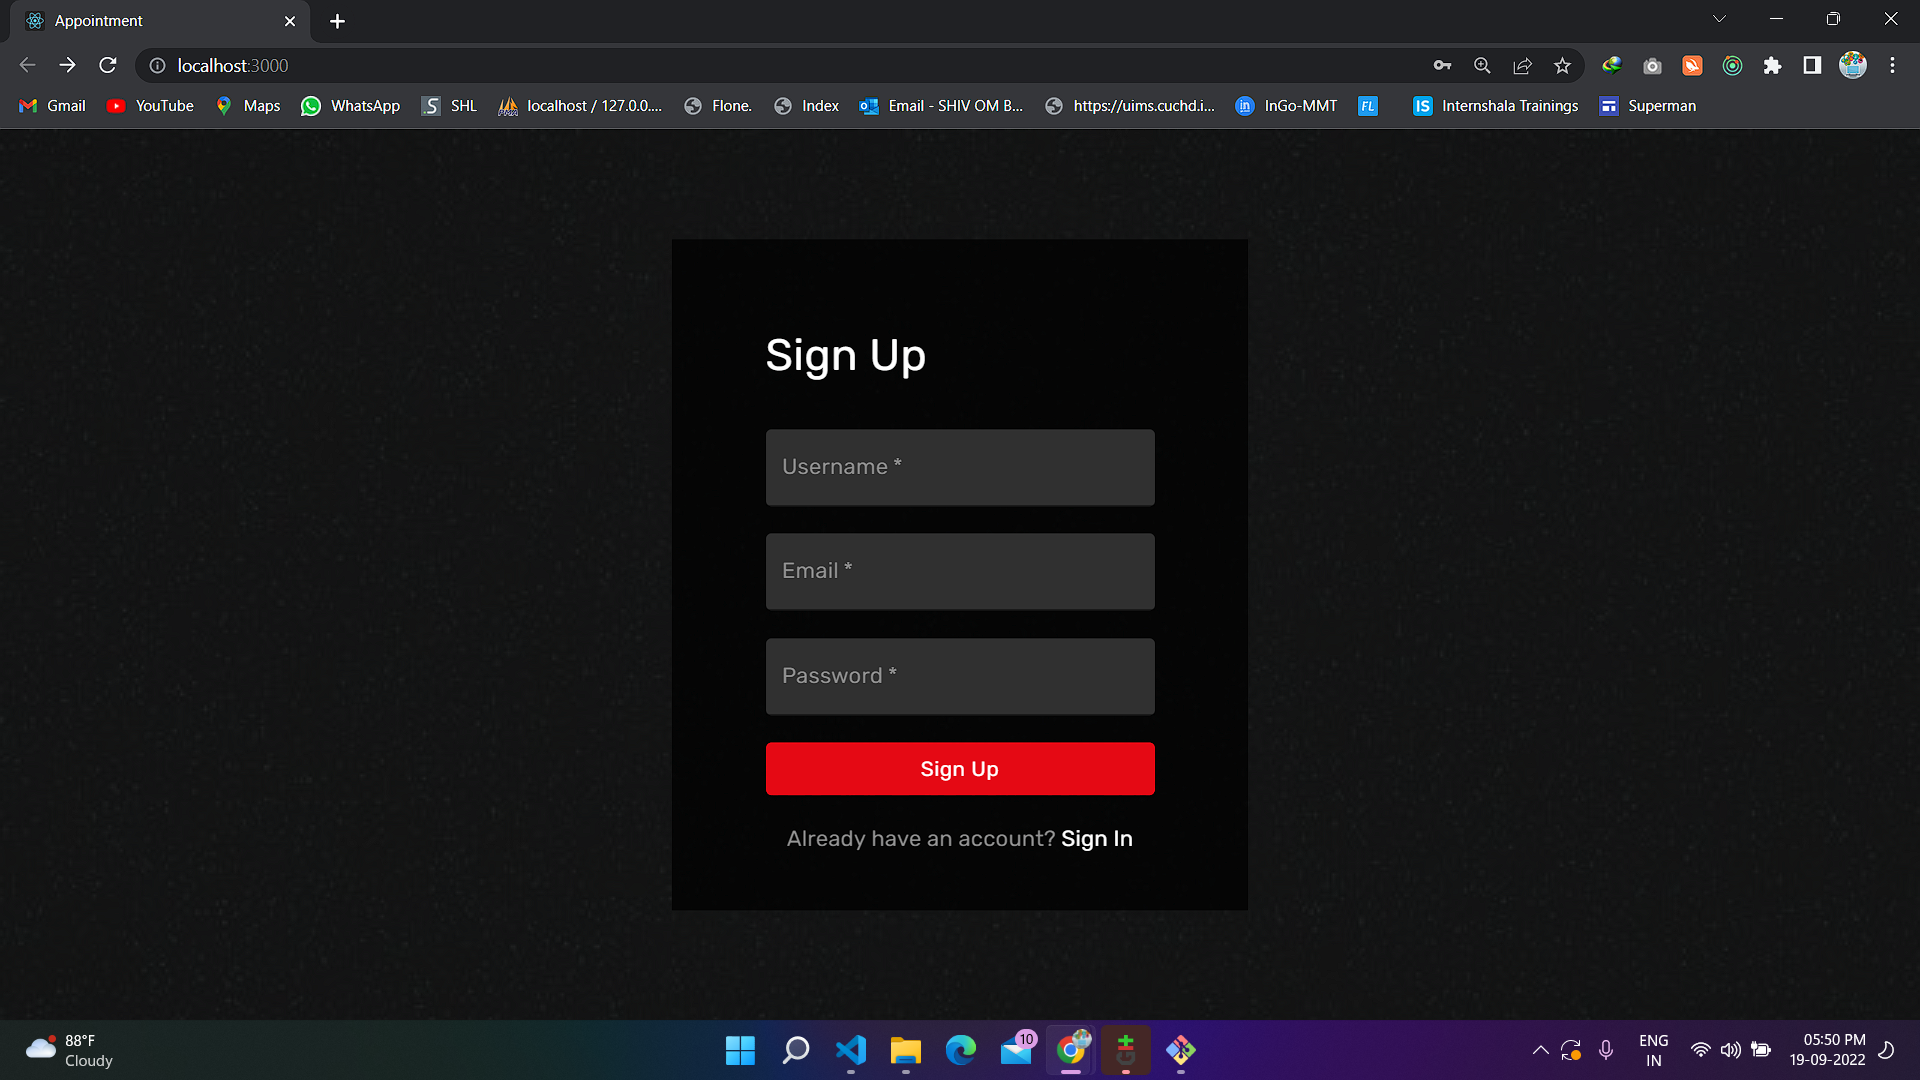 Appointment
localhost:3000
Gmail YouTube Maps WhatsApp SHL localhost / 127.0.0.... Flone. Index Email - SHIV OM B... https://uims.cuchd.i... in InGo-MMT FL IS Internshala Trainings Superman
Sign Up
Username *
Email *
Password *
Sign Up
Already have an account? Sign In
88°F
Cloudy
10
ENG
IN
05:50 PM
19-09-2022